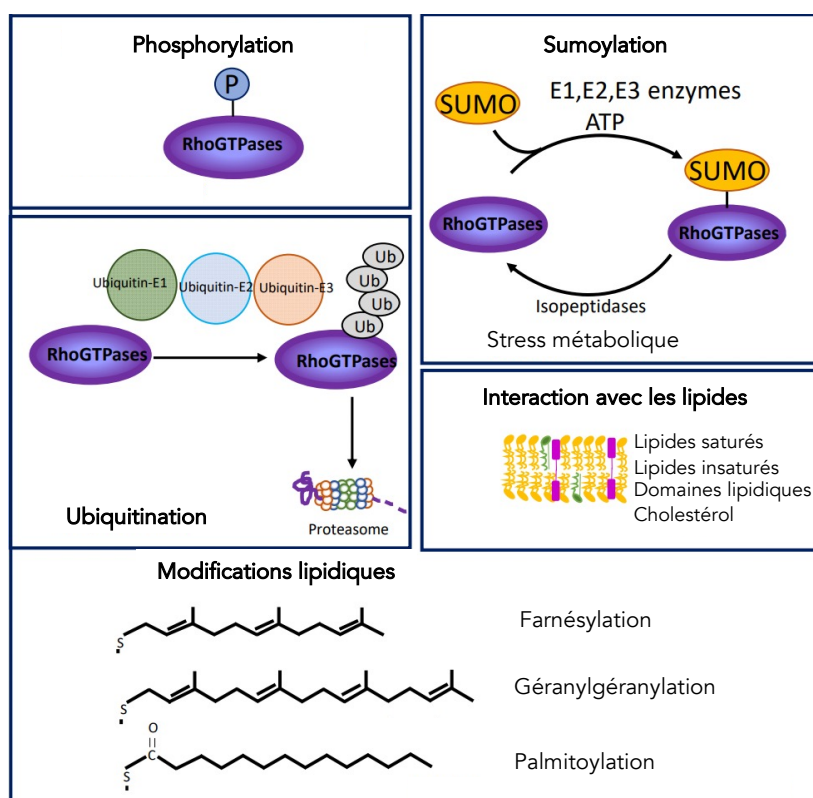 Phosphorylation
P
RhoGTPases
Sumoylation
SUMO
E1,E2,E3 enzymes
ATP
SUMO
RhoGTPases
RhoGTPases
Isopeptidases
Stress métabolique
Ubiquitin-E1
Ubiquitin-E2
Ubiquitin-E3
Ub
Ub
Ub
Ub
RhoGTPases
RhoGTPases
Proteasome
Ubiquitination
Interaction avec les lipides
Lipides saturés
Lipides insaturés
Domaines lipidiques
Cholestérol
Modifications lipidiques
S
Farnésylation
S
Géranylgéranylation
O
C
S
Palmitoylation